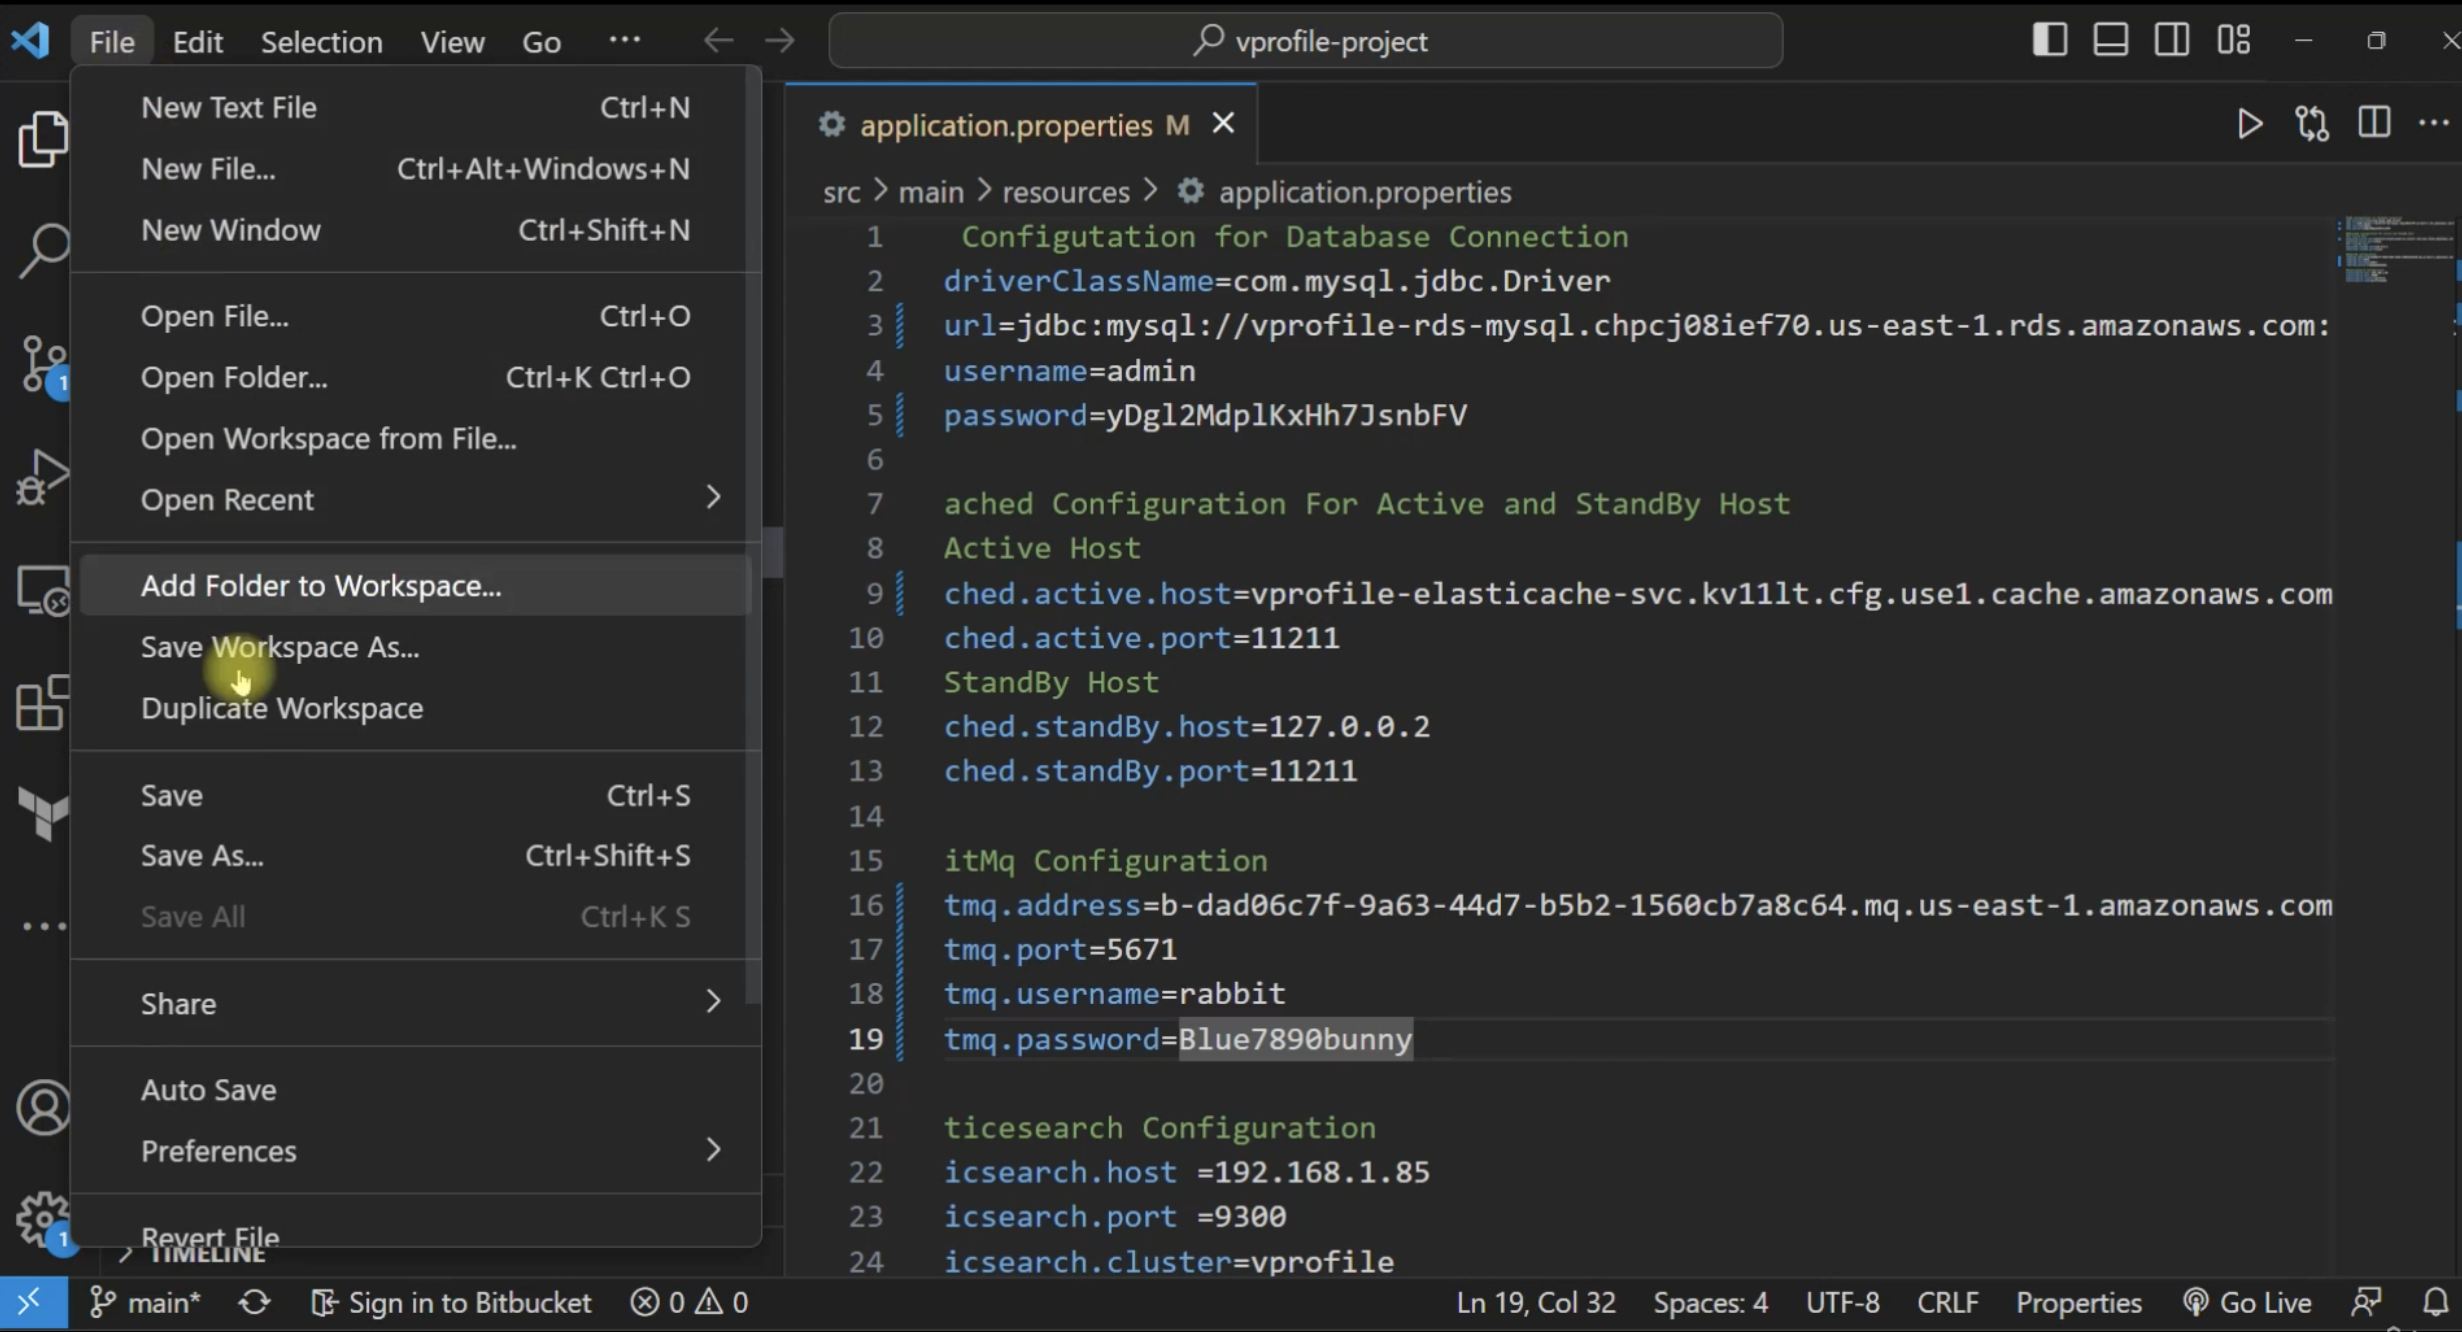 File Edit Selection View Go ··· vprofile-project
New Text File Ctrl+N
New File... Ctrl+Alt+Windows+N
New Window Ctrl+Shift+N
Open File... Ctrl+O
Open Folder... Ctrl+K Ctrl+O
Open Workspace from File...
Open Recent
Add Folder to Workspace...
Save Workspace As...
Duplicate Workspace
Save Ctrl+S
Save As... Ctrl+Shift+S
Save All Ctrl+K S
Share
Auto Save
Preferences
Revert File
TIMELINE
1
1
application.properties M
src > main > resources > application.properties
1 Configutation for Database Connection
2 driverClassName=com.mysql.jdbc.Driver
3 url=jdbc:mysql://vprofile-rds-mysql.chpcj08ief70.us-east-1.rds.amazonaws.com:
4 username=admin
5 password=yDgl2MdplKxHh7JsnbFV
6
7 ached Configuration For Active and StandBy Host
8 Active Host
9 ched.active.host=vprofile-elasticache-svc.kv11lt.cfg.use1.cache.amazonaws.com
10 ched.active.port=11211
11 StandBy Host
12 ched.standBy.host=127.0.0.2
13 ched.standBy.port=11211
14
15 itMq Configuration
16 tmq.address=b-dad06c7f-9a63-44d7-b5b2-1560cb7a8c64.mq.us-east-1.amazonaws.com
17 tmq.port=5671
18 tmq.username=rabbit
19 tmq.password=Blue7890bunny
20
21 ticesearch Configuration
22 icsearch.host =192.168.1.85
23 icsearch.port =9300
24 icsearch.cluster=vprofile
main* Sign in to Bitbucket 0 0 Ln 19, Col 32 Spaces: 4 UTF-8 CRLF Properties Go Live